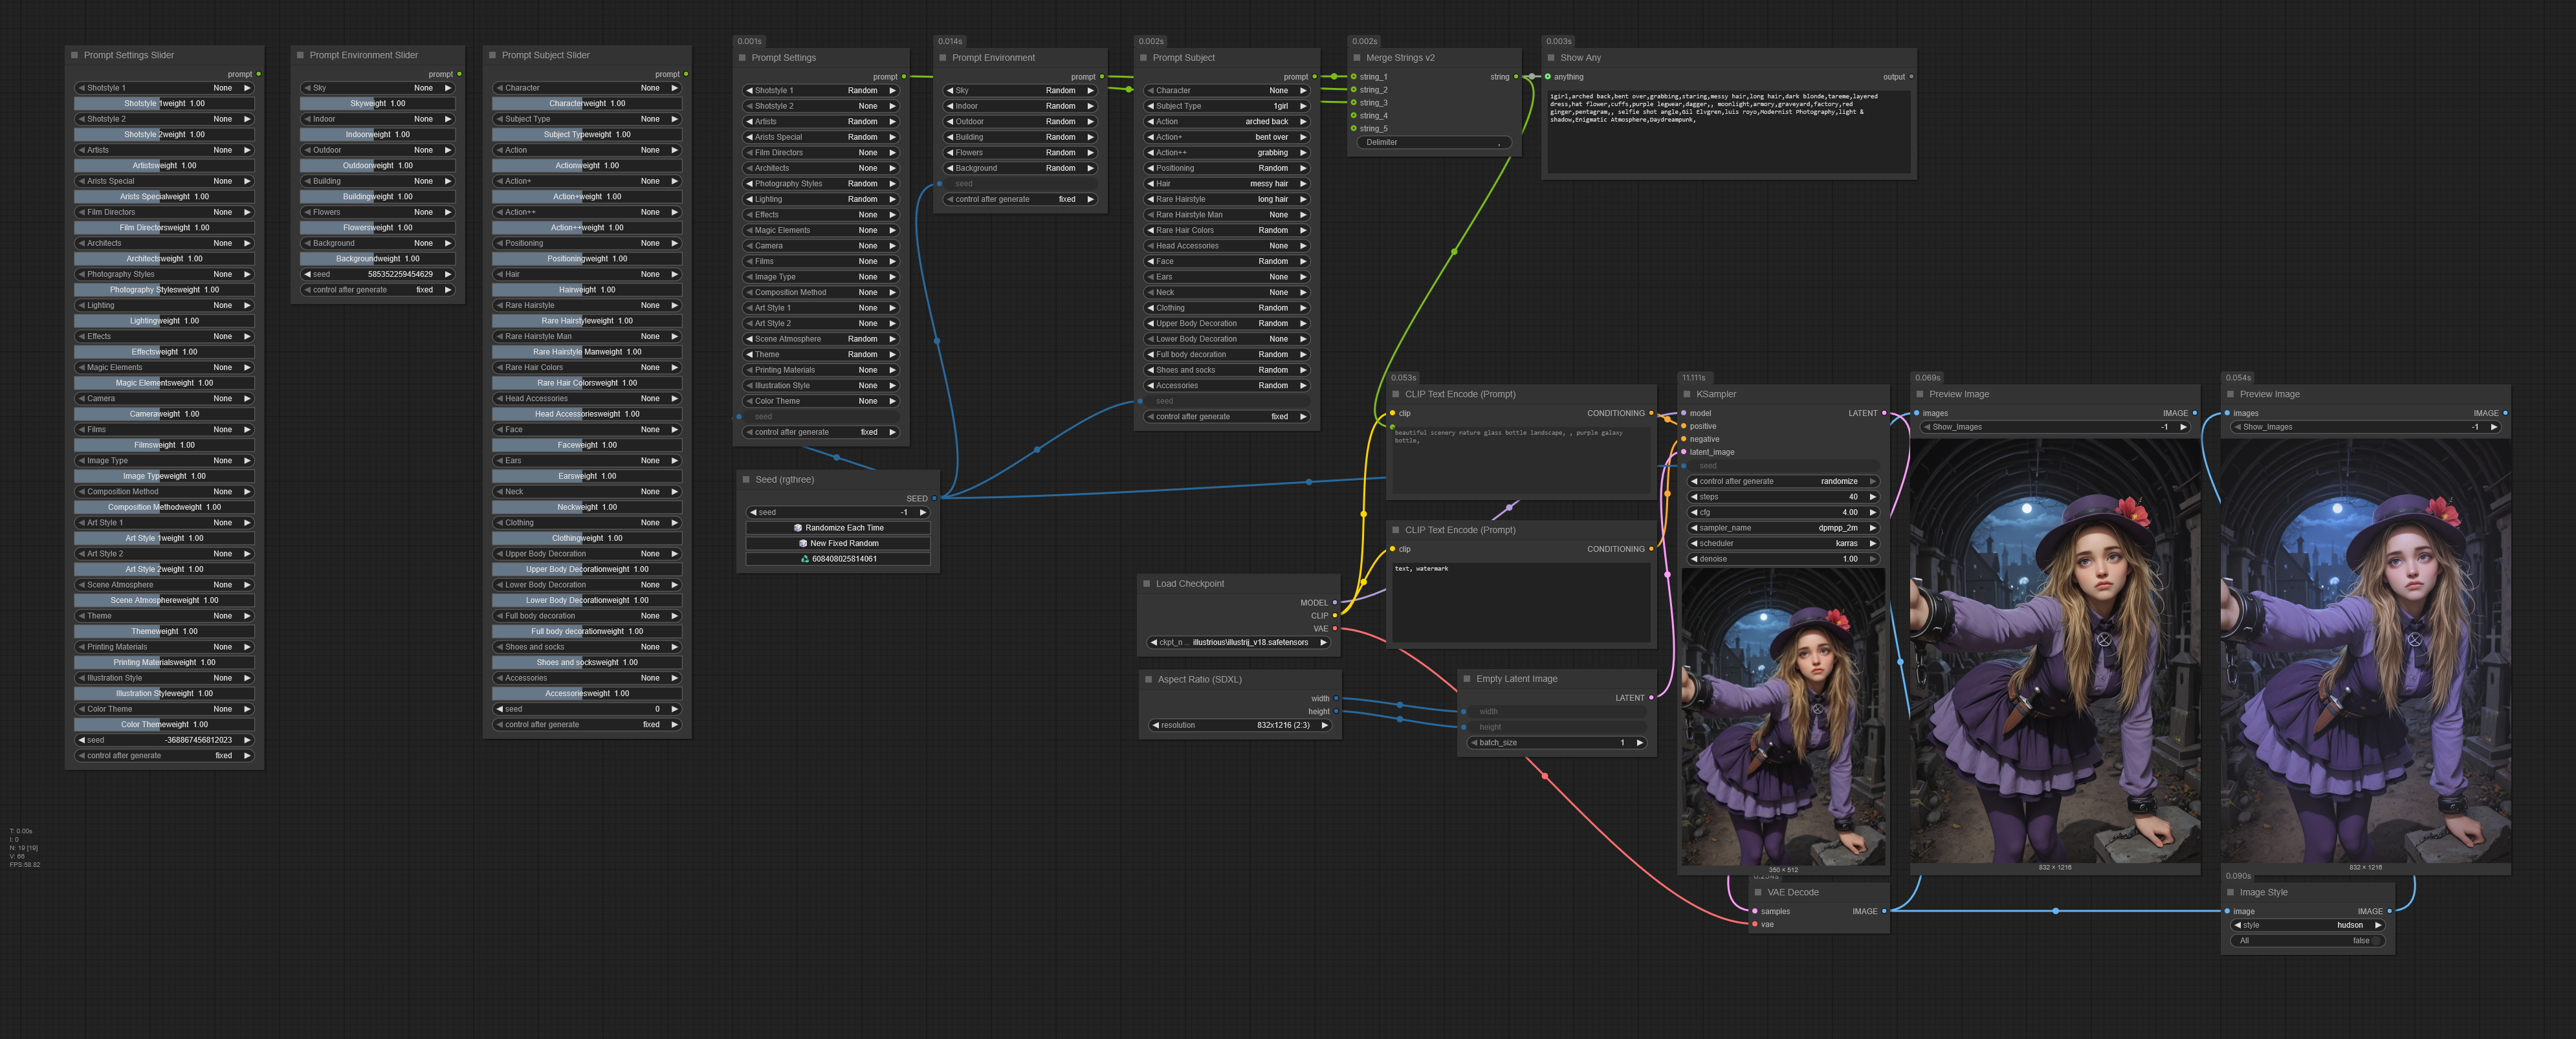 Prompt Settings Slider
prompt
Shotstyle 1 None
Shotstyle 1weight 1.00
Shotstyle 2 None
Shotstyle 2weight 1.00
Artists None
Artistsweight 1.00
Arists Special None
Arists Specialweight 1.00
Film Directors None
Film Directorsweight 1.00
Architects None
Architectsweight 1.00
Photography Styles None
Photography Stylesweight 1.00
Lighting None
Lightingweight 1.00
Effects None
Effectsweight 1.00
Magic Elements None
Magic Elementsweight 1.00
Camera None
Cameraweight 1.00
Films None
Filmsweight 1.00
Image Type None
Image Typeweight 1.00
Composition Method None
Composition Methodweight 1.00
Art Style 1 None
Art Style 1weight 1.00
Art Style 2 None
Art Style 2weight 1.00
Scene Atmosphere None
Scene Atmosphereweight 1.00
Theme None
Themeweight 1.00
Printing Materials None
Printing Materialsweight 1.00
Illustration Style None
Illustration Styleweight 1.00
Color Theme None
Color Themeweight 1.00
seed -368867456812023
control after generate fixed
Prompt Environment Slider
prompt
Sky None
Skyweight 1.00
Indoor None
Indoorweight 1.00
Outdoor None
Outdoorweight 1.00
Building None
Buildingweight 1.00
Flowers None
Flowersweight 1.00
Background None
Backgroundweight 1.00
seed 585352259454629
control after generate fixed
Prompt Subject Slider
prompt
Character None
Characterweight 1.00
Subject Type None
Subject Typeweight 1.00
Action None
Actionweight 1.00
Action+ None
Action+weight 1.00
Action++ None
Action++weight 1.00
Positioning None
Positioningweight 1.00
Hair None
Hairweight 1.00
Rare Hairstyle None
Rare Hairstyleweight 1.00
Rare Hairstyle Man None
Rare Hairstyle Manweight 1.00
Rare Hair Colors None
Rare Hair Colorsweight 1.00
Head Accessories None
Head Accessoriesweight 1.00
Face None
Faceweight 1.00
Ears None
Earsweight 1.00
Neck None
Neckweight 1.00
Clothing None
Clothingweight 1.00
Upper Body Decoration None
Upper Body Decorationweight 1.00
Lower Body Decoration None
Lower Body Decorationweight 1.00
Full body decoration None
Full body decorationweight 1.00
Shoes and socks None
Shoes and socksweight 1.00
Accessories None
Accessoriesweight 1.00
seed 0
control after generate fixed
0.001s
Prompt Settings
prompt
Shotstyle 1 Random
Shotstyle 2 None
Artists Random
Arists Special Random
Film Directors None
Architects None
Photography Styles Random
Lighting Random
Effects None
Magic Elements None
Camera None
Films None
Image Type None
Composition Method None
Art Style 1 None
Art Style 2 None
Scene Atmosphere Random
Theme Random
Printing Materials None
Illustration Style None
Color Theme None
seed
control after generate fixed
Seed (rgthree)
SEED
seed -1
Randomize Each Time
New Fixed Random
608408025814061
0.014s
Prompt Environment
prompt
Sky Random
Indoor Random
Outdoor Random
Building Random
Flowers Random
Background Random
seed
control after generate fixed
0.002s
Prompt Subject
prompt
Character None
Subject Type 1girl
Action arched back
Action+ bent over
Action++ grabbing
Positioning Random
Hair messy hair
Rare Hairstyle long hair
Rare Hairstyle Man None
Rare Hair Colors Random
Head Accessories None
Face Random
Ears None
Neck None
Clothing Random
Upper Body Decoration Random
Lower Body Decoration None
Full body decoration Random
Shoes and socks Random
Accessories Random
seed
control after generate fixed
0.002s
Merge Strings v2
string_1 string
string_2
string_3
string_4
string_5
Delimiter ,
0.003s
Show Any
anything output
1girl,arched back,bent over,grabbing,staring,messy hair,long hair,dark blonde,tareme,layered
dress,hat flower,cuffs,purple legwear,dagger,, moonlight,armory,graveyard,factory,red
ginger,pentagram,, selfie shot angle,Gil Elvgren,luis royo,Modernist Photography,light &
shadow,Enigmatic Atmosphere,Daydreampunk,
0.053s
CLIP Text Encode (Prompt)
clip CONDITIONING
beautiful scenery nature glass bottle landscape, , purple galaxy
bottle,
CLIP Text Encode (Prompt)
clip CONDITIONING
text, watermark
Load Checkpoint
MODEL
CLIP
VAE
ckpt_n ... illustrious\illustrij_v18.safetensors
Aspect Ratio (SDXL)
width
height
resolution 832x1216 (2:3)
Empty Latent Image
LATENT
width
height
batch_size 1
11.111s
KSampler
model LATENT
positive
negative
latent_image
seed
control after generate randomize
steps 40
cfg 4.00
sampler_name dpmpp_2m
scheduler karras
denoise 1.00
350 × 512
VAE Decode
samples IMAGE
vae
0.069s
Preview Image
images IMAGE
Show_Images -1
832 × 1216
0.054s
Preview Image
images IMAGE
Show_Images -1
832 × 1216
0.090s
Image Style
image IMAGE
style hudson
All false
T: 0.00s
I: 0
N: 19 [19]
V: 66
FPS:58.82